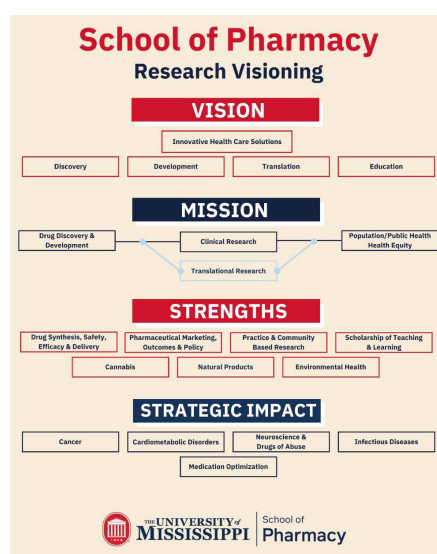 School of Pharmacy
Research Visioning
VISION
Innovative Health Care Solutions
Discovery
Development
Translation
Education
MISSION
Drug Discovery &
Development
Clinical Research
Population/Public Health
Health Equity
Translational Research
STRENGTHS
Drug Synthesis, Safety,
Efficacy & Delivery
Pharmaceutical Marketing,
Outcomes & Policy
Practice & Community
Based Research
Scholarship of Teaching
& Learning
Cannabis
Natural Products
Environmental Health
STRATEGIC IMPACT
Cancer
Cardiometabolic Disorders
Neuroscience &
Drugs of Abuse
Infectious Diseases
Medication Optimization
THE UNIVERSITY of
MISSISSIPPI
School of
Pharmacy